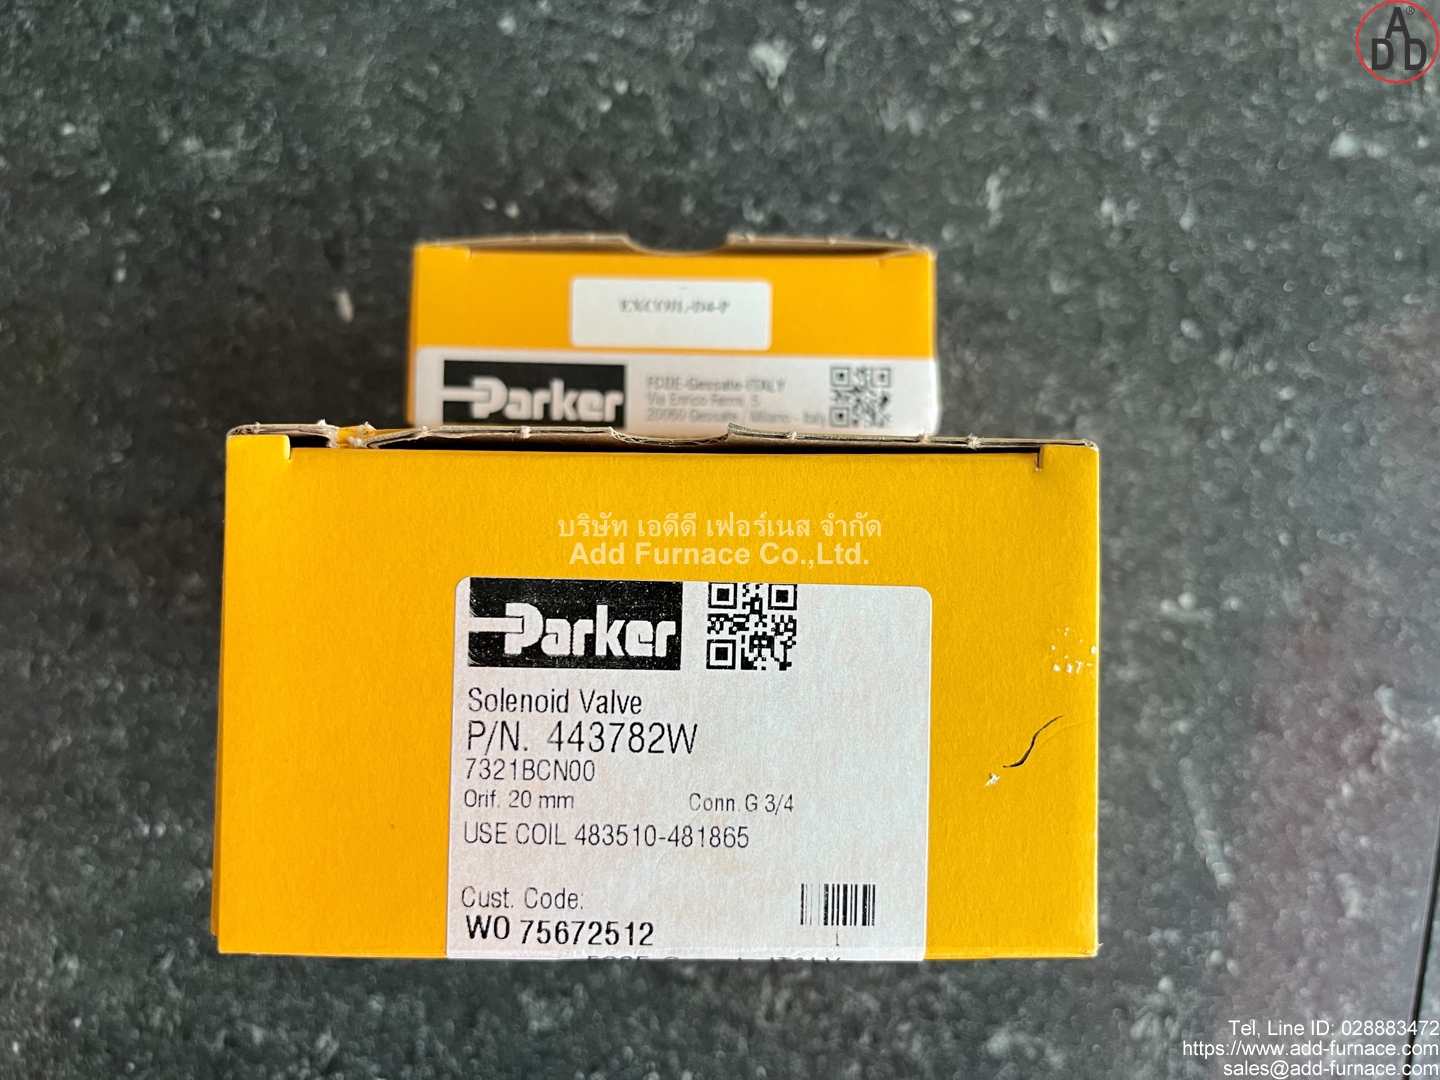 ADD®
EXCOIL-D4-P
Parker
FCDE-Gessate-ITALY
Via Enrico Fermi, 5
20060 Gessate / Milano - Italy
บริษัท เอดีดี เฟอร์เนส จำกัด
Add Furnace Co.,Ltd.
Parker
Solenoid Valve
P/N. 443782W
7321BCN00
Orif. 20 mm Conn. G 3/4
USE COIL 483510-481865
Cust. Code:
WO 75672512
1
Tel, Line ID: 028883472
https://www.add-furnace.com
sales@add-furnace.com